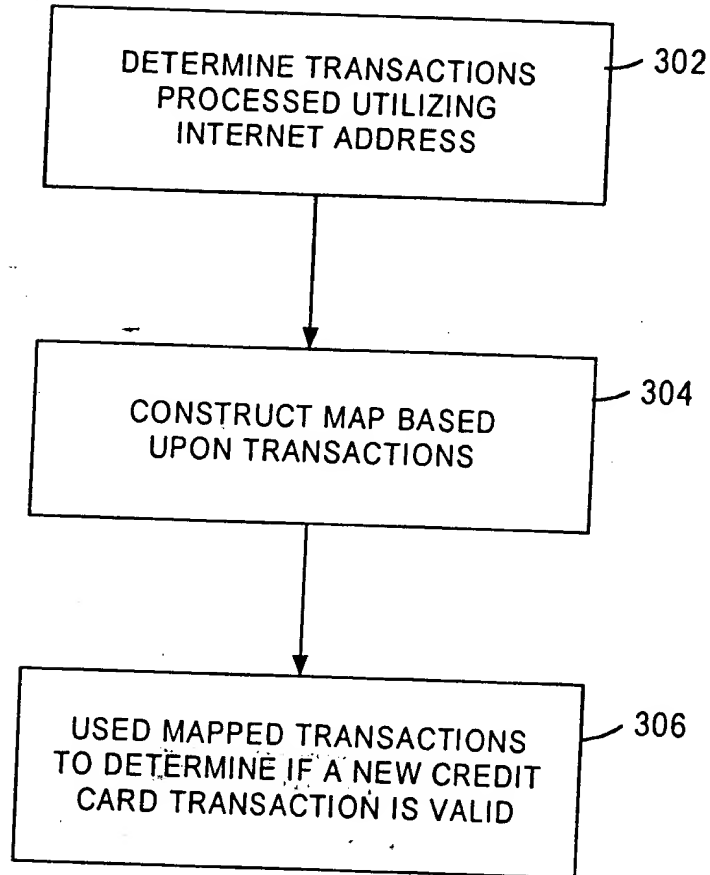 DETERMINE TRANSACTIONS
PROCESSED UTILIZING
INTERNET ADDRESS
302
CONSTRUCT MAP BASED
UPON TRANSACTIONS
304
USED MAPPED TRANSACTIONS
TO DETERMINE IF A NEW CREDIT
CARD TRANSACTION IS VALID
306